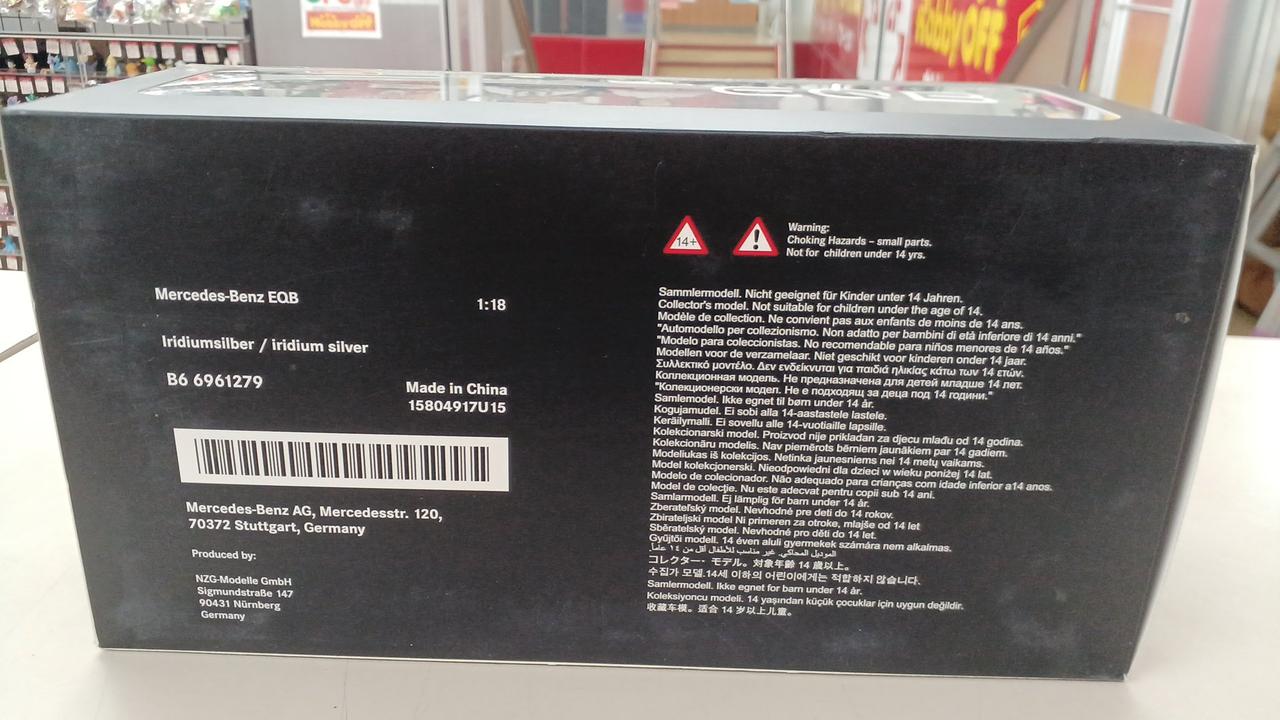 Hobby OFF
Mercedes-Benz EQB
1:18
Iridiumsilber / iridium silver
B6 6961279
Made in China
15804917U15
Mercedes-Benz AG, Mercedesstr. 120,
70372 Stuttgart, Germany
Produced by:
NZG-Modelle GmbH
Sigmundstraße 147
90431 Nürnberg
Germany
14+
!
Warning:
Choking Hazards – small parts.
Not for children under 14 yrs.
Sammlermodell. Nicht geeignet für Kinder unter 14 Jahren.
Collector's model. Not suitable for children under the age of 14.
Modèle de collection. Ne convient pas aux enfants de moins de 14 ans.
"Automodello per collezionismo. Non adatto per bambini di età inferiore di 14 anni."
"Modelo para coleccionistas. No recomendable para niños menores de 14 años."
Modellen voor de verzamelaar. Niet geschikt voor kinderen onder 14 jaar.
Συλλεκτικό μοντέλο. Δεν ενδείκνυται για παιδιά ηλικίας κάτω των 14 ετών.
Коллекционная модель. Не предназначена для детей младше 14 лет.
"Колекционерски модел. Не е подходящ за деца под 14 години."
Samlemodel. Ikke egnet til børn under 14 år.
Kogujamudel. Ei sobi alla 14-aastastele lastele.
Keräilymalli. Ei sovellu alle 14-vuotiaille lapsille.
Kolekcionarski model. Proizvod nije prikladan za djecu mlađu od 14 godina.
Kolekcionāru modelis. Nav piemērots bērniem jaunākiem par 14 gadiem.
Modeliukas iš kolekcijos. Netinka jaunesniems nei 14 metų vaikams.
Model kolekcjonerski. Nieodpowiedni dla dzieci w wieku poniżej 14 lat.
Modelo de colecionador. Não adequado para crianças com idade inferior a14 anos.
Model de colecţie. Nu este adecvat pentru copii sub 14 ani.
Samlarmodell. Ej lämplig för barn under 14 år.
Zberateľský model. Nevhodné pre deti do 14 rokov.
Zbirateljski model Ni primeren za otroke, mlajše od 14 let
Sběratelský model. Nevhodné pro děti do 14 let.
Gyűjtői modell. 14 éven aluli gyermekek számára nem alkalmas.
الموديل المحاكي. غير مناسب للأطفال أقل من ١٤ عاماً.
コレクター・モデル。対象年齢 14 歳以上。
수집가 모델.14세 이하의 어린이에게는 적합하지 않습니다.
Samlermodell. Ikke egnet for barn under 14 år.
Koleksiyoncu modeli. 14 yaşından küçük çocuklar için uygun değildir.
收藏车模。适合 14 岁以上儿童。